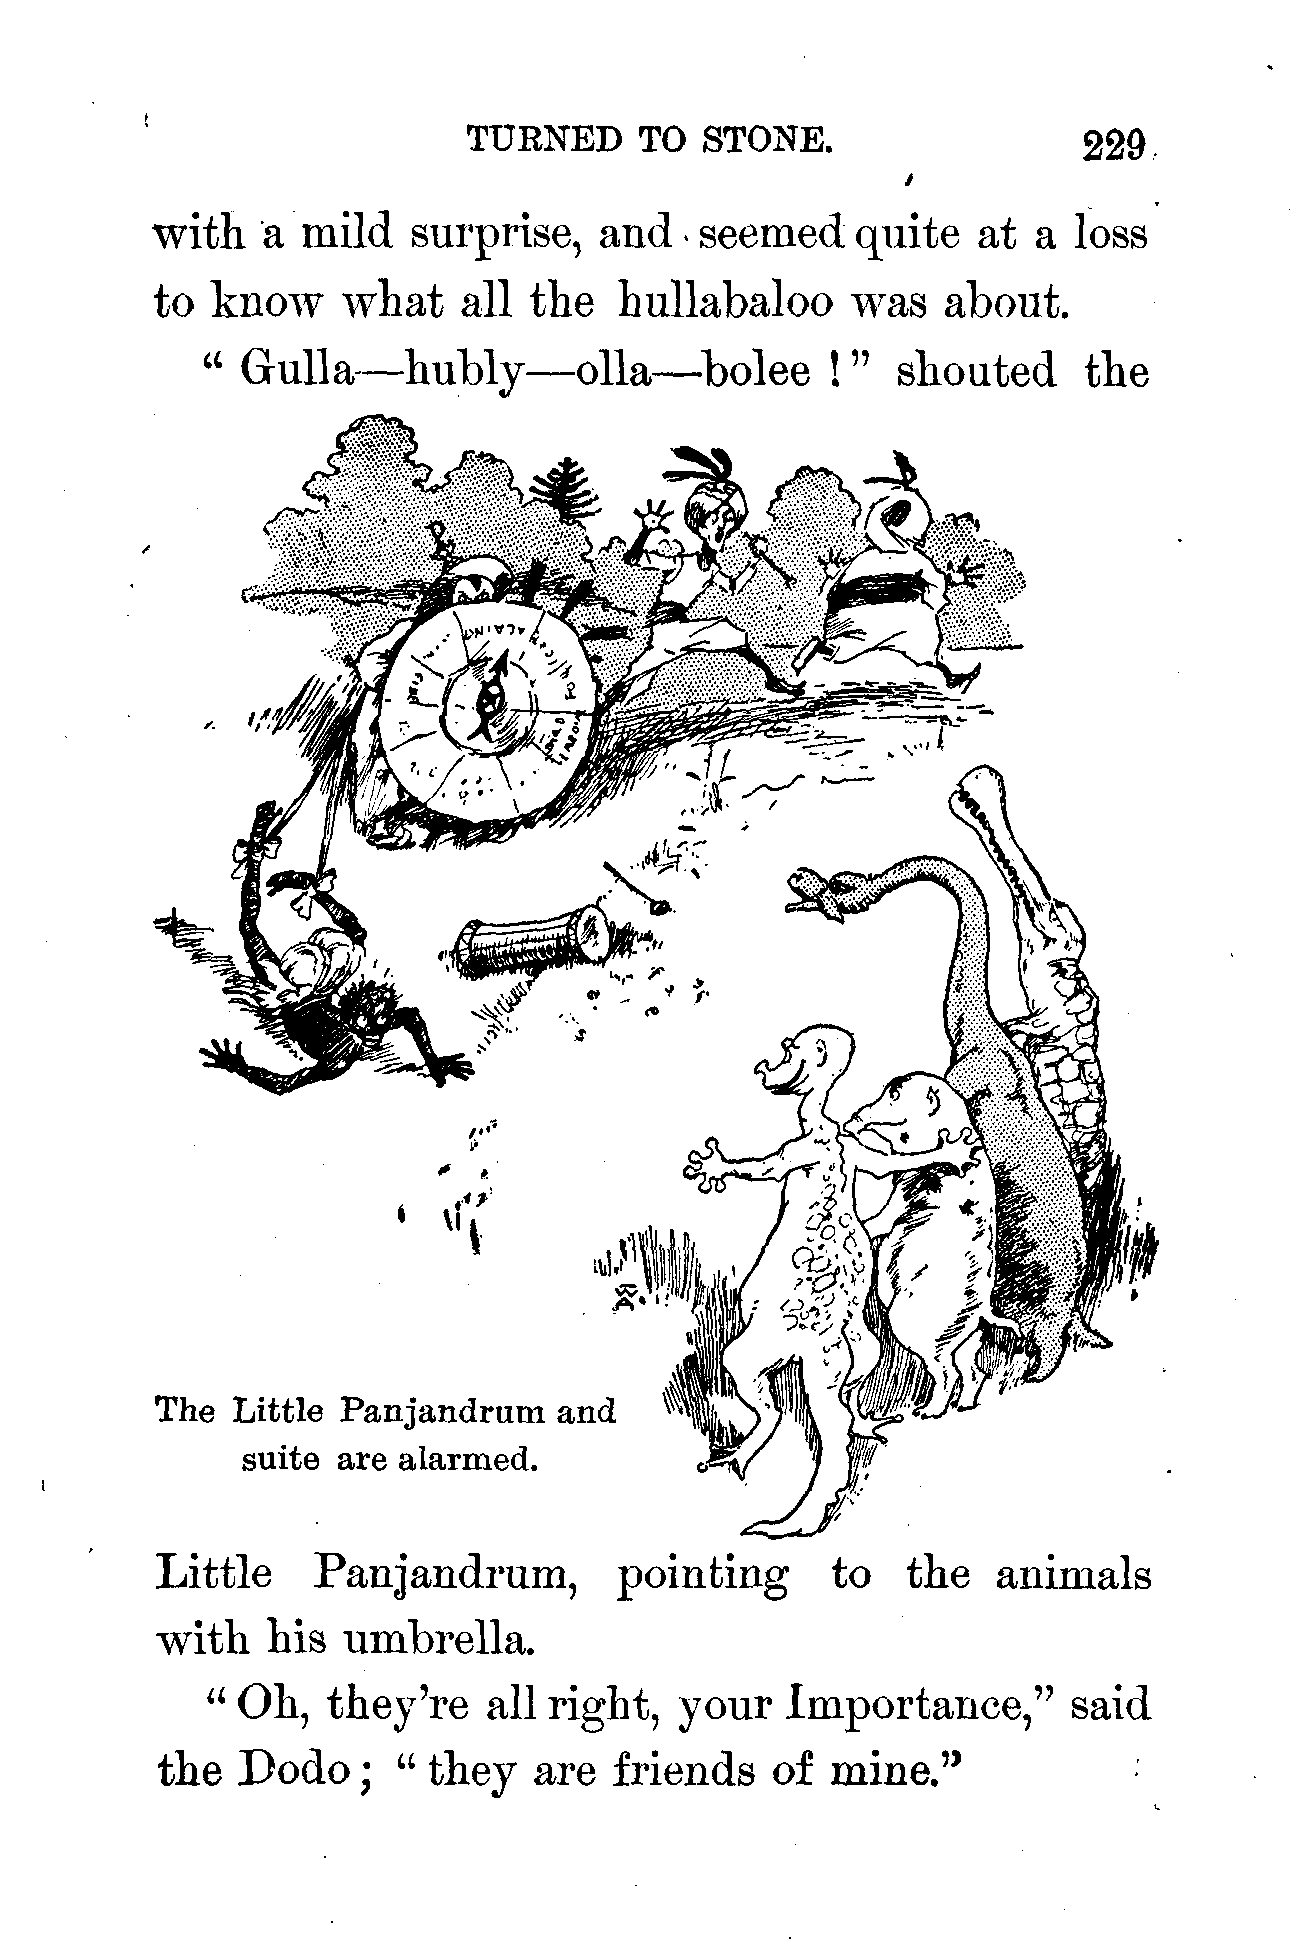 TURNED TO STONE. 229
with a mild surprise, and seemed quite at a loss
to know what all the hullabaloo was about.
“ Gulla—hubly—olla—bolee ! ” shouted the
The Little Panjandrum and
suite are alarmed.
Little Panjandrum, pointing to the animals
with his umbrella.
“ Oh, they’re all right, your Importance,” said
the Dodo ; “ they are friends of mine.”